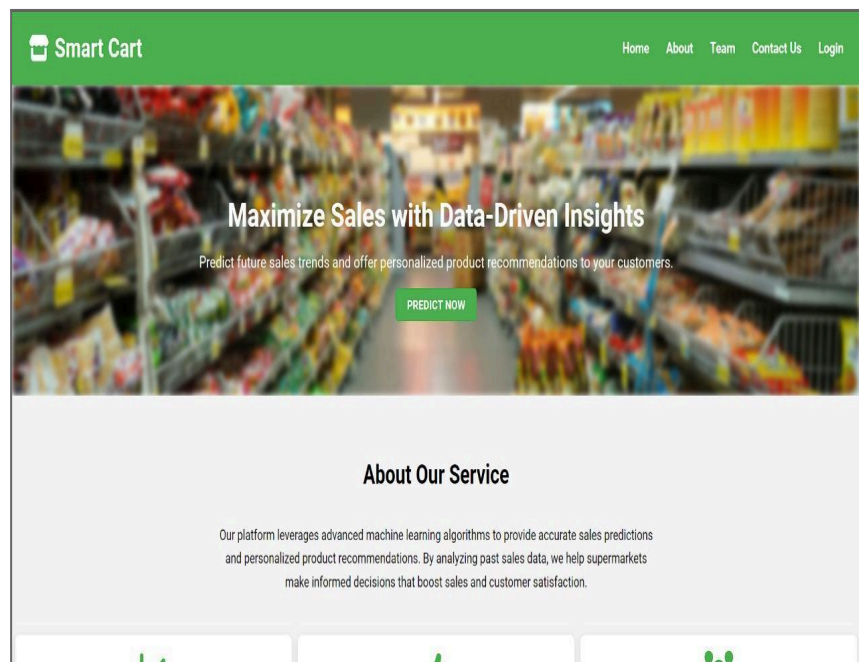 Smart Cart
Home About Team Contact Us Login
Maximize Sales with Data-Driven Insights
Predict future sales trends and offer personalized product recommendations to your customers.
PREDICT NOW
About Our Service
Our platform leverages advanced machine learning algorithms to provide accurate sales predictions
and personalized product recommendations. By analyzing past sales data, we help supermarkets
make informed decisions that boost sales and customer satisfaction.